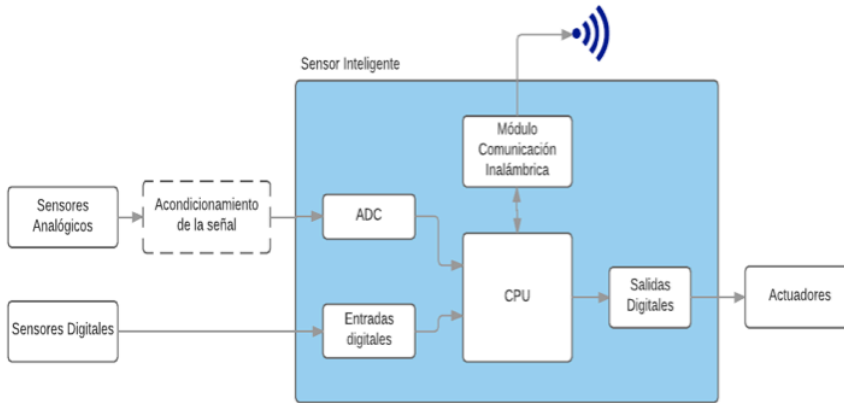 Sensor Inteligente
Módulo
Comunicación
Inalámbrica
Sensores
Analógicos
Acondicionamiento
de la señal
ADC
CPU
Salidas
Digitales
Actuadores
Sensores Digitales
Entradas
digitales